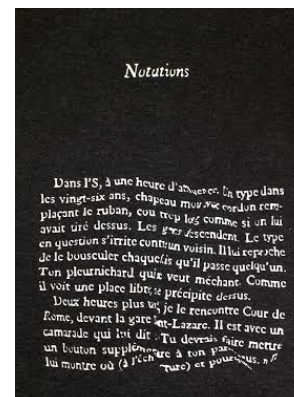 Notations
Dans l'S, à une heure d'affluence. Un type dans
les vingt-six ans, chapeau mou avec cordon rem-
plaçant le ruban, cou trop long comme si on lui
avait tiré dessus. Les gens descendent. Le type
en question s'irrite contre un voisin. Il lui reproche
de le bousculer chaque fois qu'il passe quelqu'un.
Ton pleurnichard qui se veut méchant. Comme
il voit une place libre, se précipite dessus.
Deux heures plus tard, je le rencontre Cour de
Rome, devant la gare Saint-Lazare. Il est avec un
camarade qui lui dit : Tu devrais faire mettre
un bouton supplémentaire à ton
lui montre où (à l'échancrure) et pourquoi.